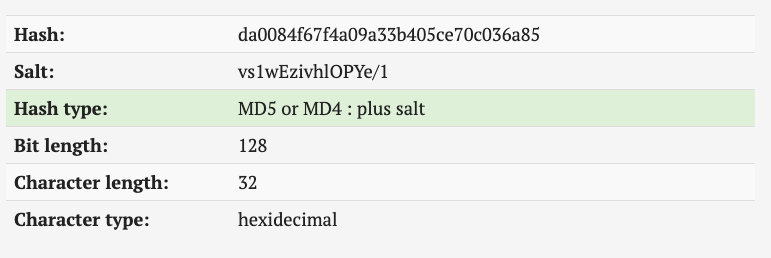 Hash: da0084f67f4a09a33b405ce70c036a85
Salt: vs1wEzivhlOPYe/1
Hash type: MD5 or MD4 : plus salt
Bit length: 128
Character length: 32
Character type: hexidecimal